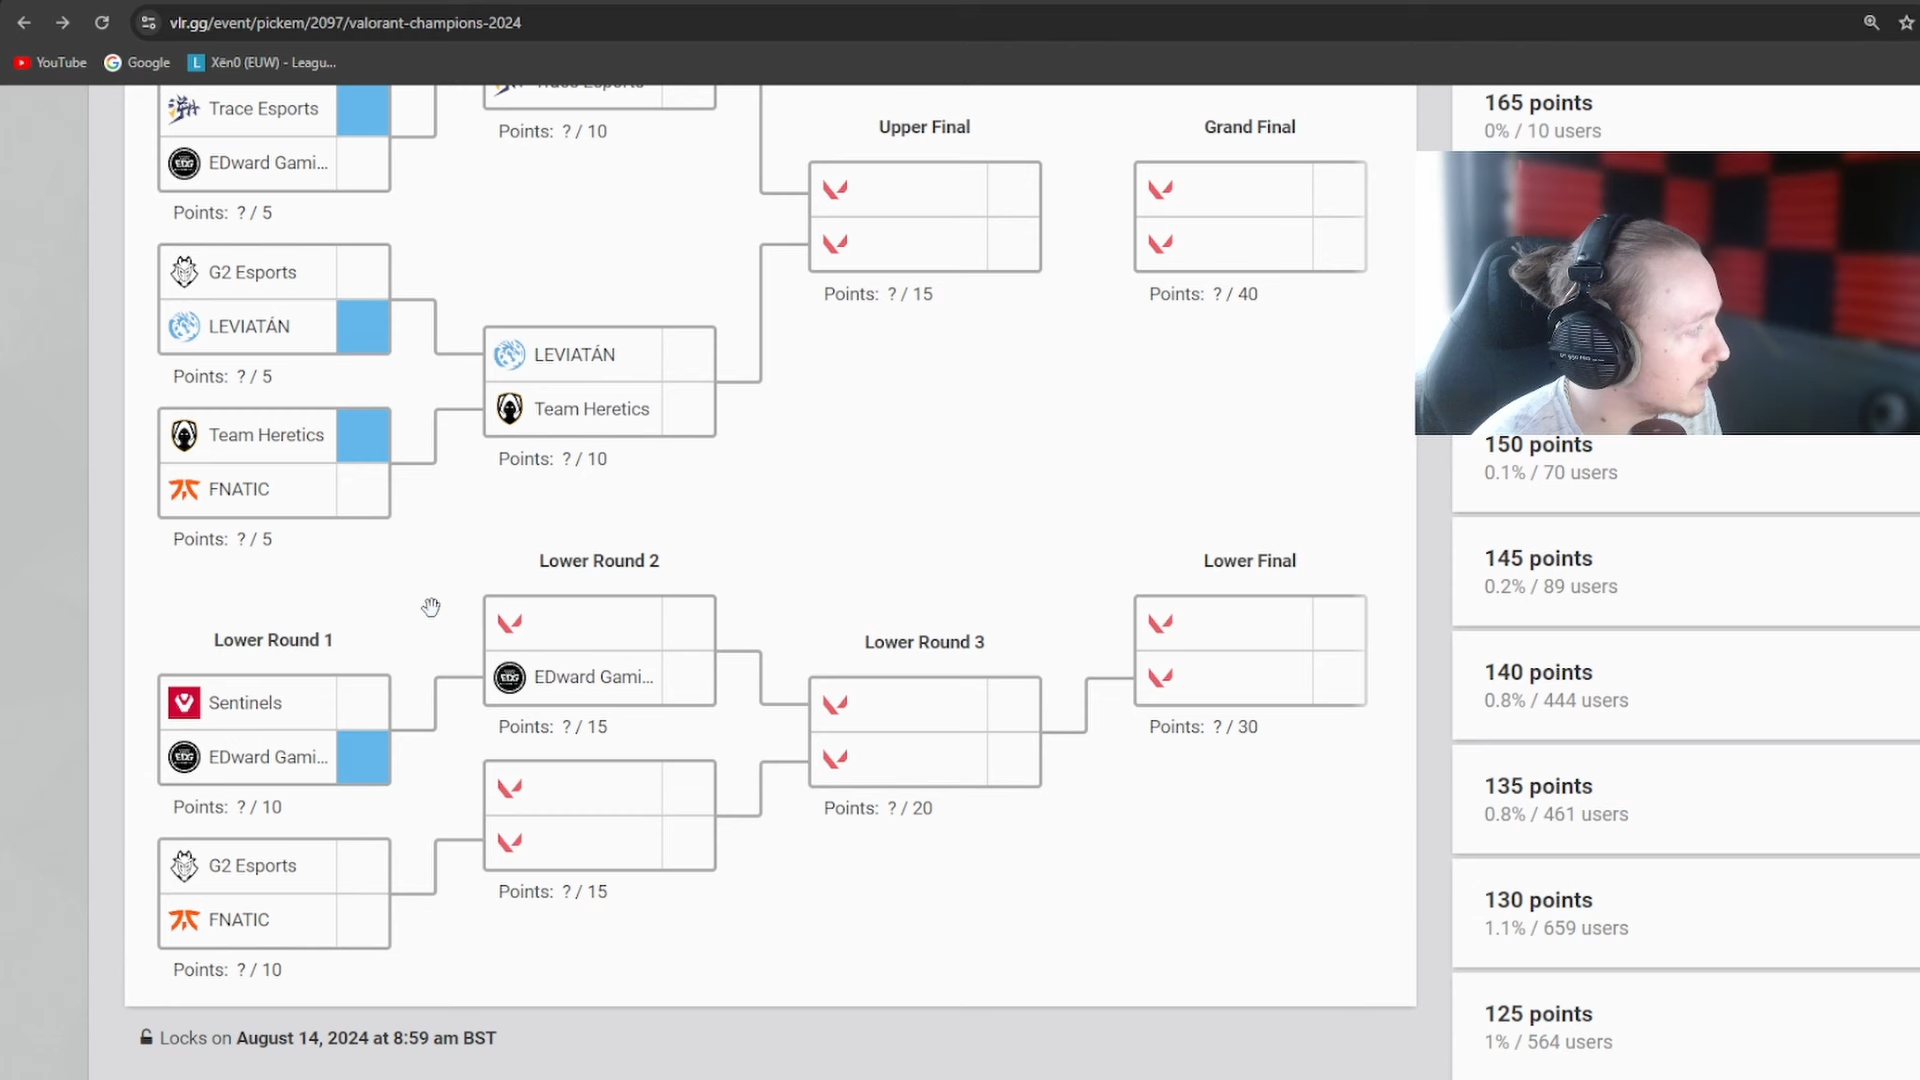 vlr.gg/event/pickem/2097/valorant-champions-2024
YouTube
Google
Xën0 (EUW) - Leagu...
Trace Esports
EDward Gami...
Points: ? / 5
G2 Esports
LEVIATÁN
Points: ? / 5
Team Heretics
FNATIC
Points: ? / 5
Trace Esports
Points: ? / 10
LEVIATÁN
Team Heretics
Points: ? / 10
Upper Final
Points: ? / 15
Grand Final
Points: ? / 40
Lower Round 1
Sentinels
EDward Gami...
Points: ? / 10
G2 Esports
FNATIC
Points: ? / 10
Lower Round 2
EDward Gami...
Points: ? / 15
Points: ? / 15
Lower Round 3
Points: ? / 20
Lower Final
Points: ? / 30
Locks on August 14, 2024 at 8:59 am BST
165 points
0% / 10 users
150 points
0.1% / 70 users
145 points
0.2% / 89 users
140 points
0.8% / 444 users
135 points
0.8% / 461 users
130 points
1.1% / 659 users
125 points
1% / 564 users